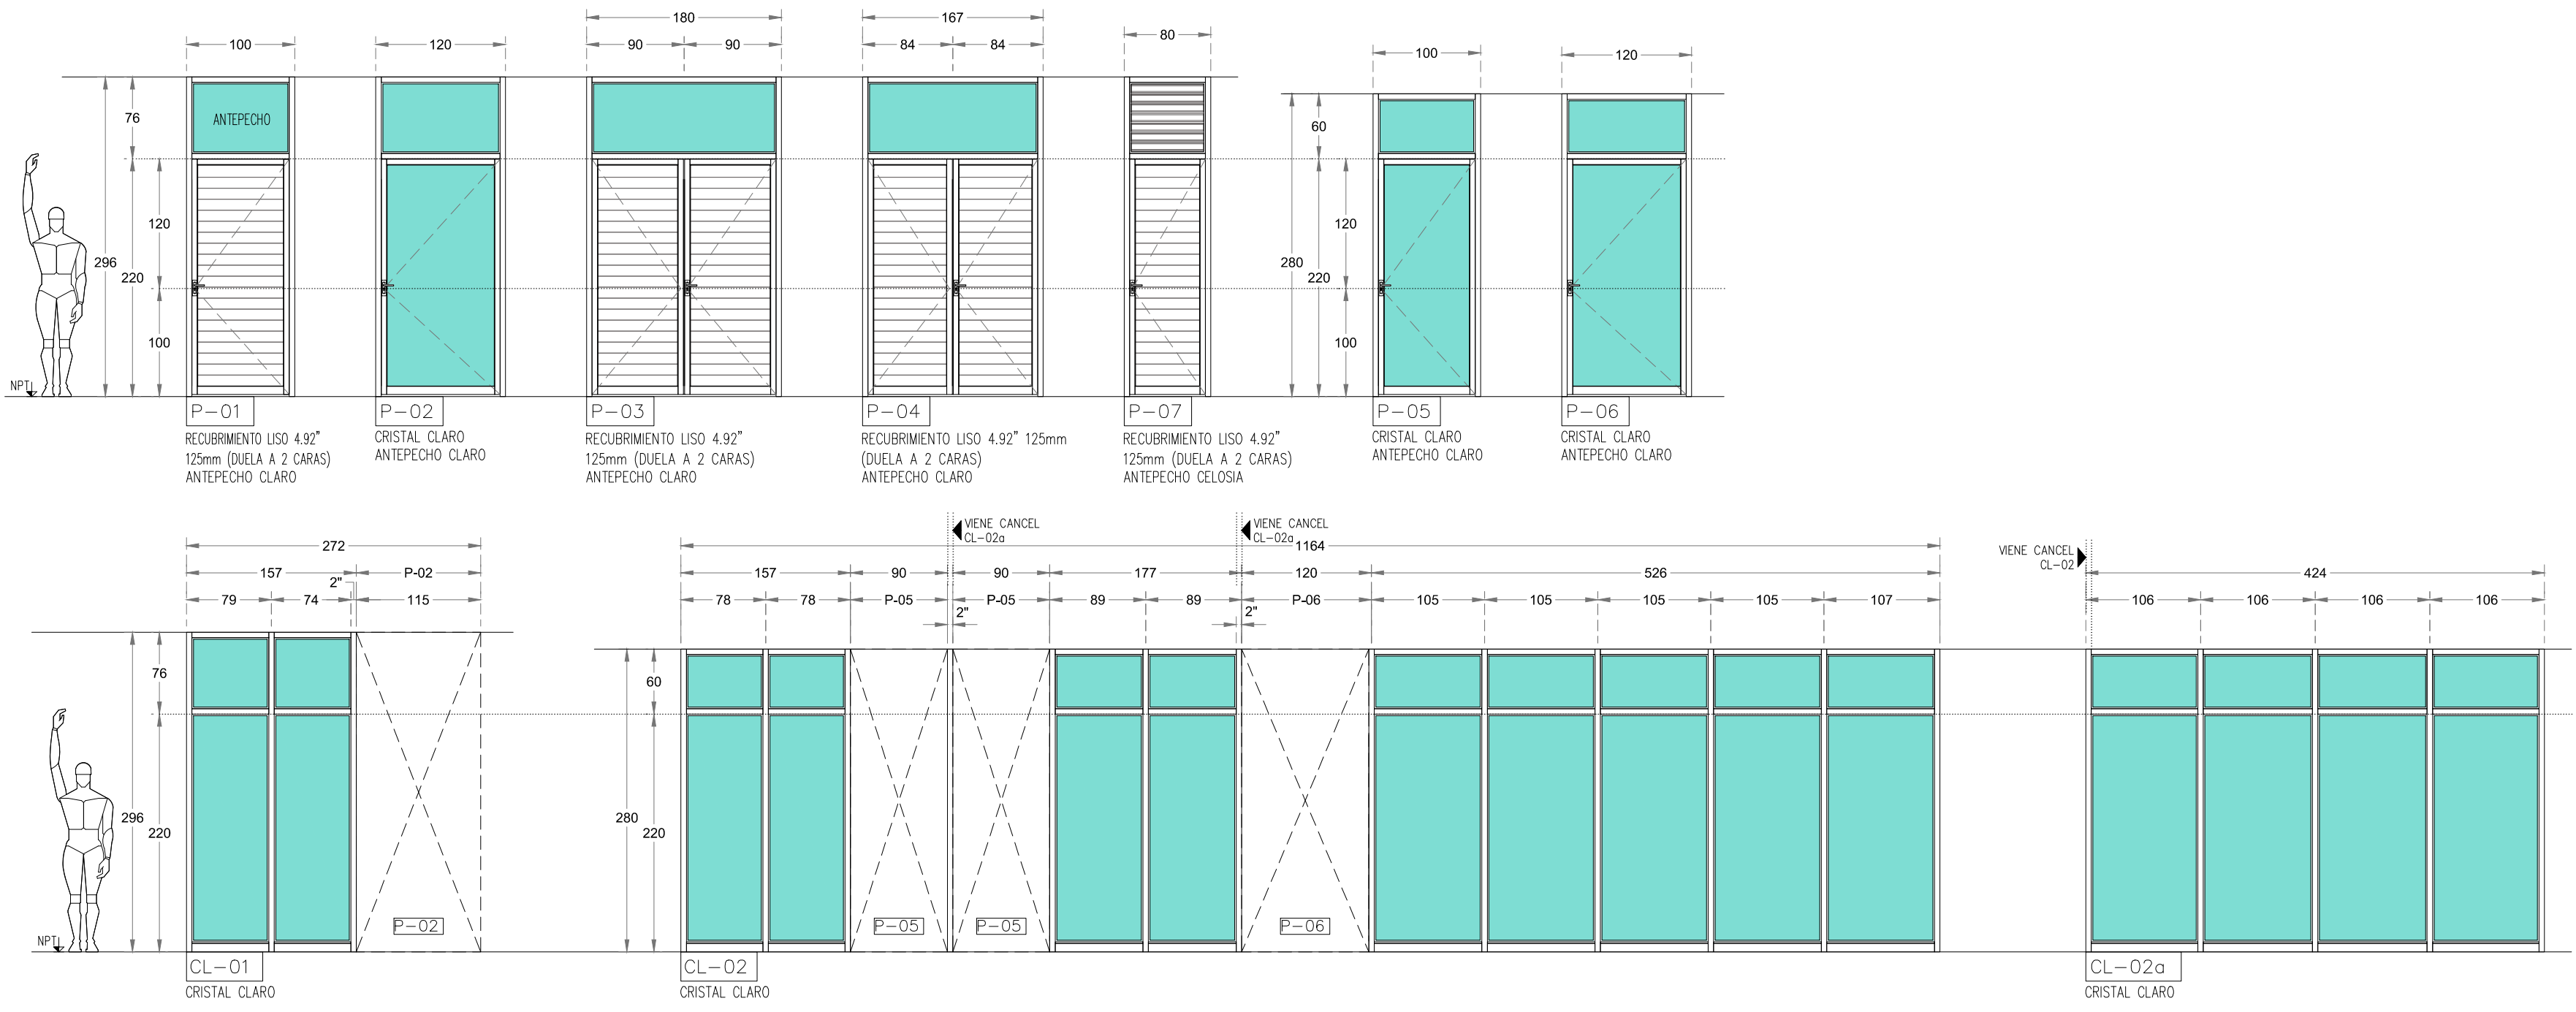 180
167
100
120
90
90
84
84
80
100
120
ANTEPECHO
76
60
120
120
296
220
280
220
100
100
NPT
P-01
P-02
P-03
P-04
P-07
P-05
P-06
RECUBRIMIENTO LISO 4.92"
125mm (DUELA A 2 CARAS)
ANTEPECHO CLARO
CRISTAL CLARO
ANTEPECHO CLARO
RECUBRIMIENTO LISO 4.92"
125mm (DUELA A 2 CARAS)
ANTEPECHO CLARO
RECUBRIMIENTO LISO 4.92" 125mm
(DUELA A 2 CARAS)
ANTEPECHO CLARO
RECUBRIMIENTO LISO 4.92"
125mm (DUELA A 2 CARAS)
ANTEPECHO CELOSIA
CRISTAL CLARO
ANTEPECHO CLARO
CRISTAL CLARO
ANTEPECHO CLARO
VIENE CANCEL
CL-02a
VIENE CANCEL
CL-02a
VIENE CANCEL
CL-02
272
1164
157
P-02
157
90
90
177
120
526
424
2"
79
74
115
78
78
P-05
P-05
89
89
P-06
105
105
105
105
107
106
106
106
106
2"
2"
76
60
296
220
280
220
NPT
P-02
P-05
P-05
P-06
CL-01
CRISTAL CLARO
CL-02
CRISTAL CLARO
CL-02a
CRISTAL CLARO